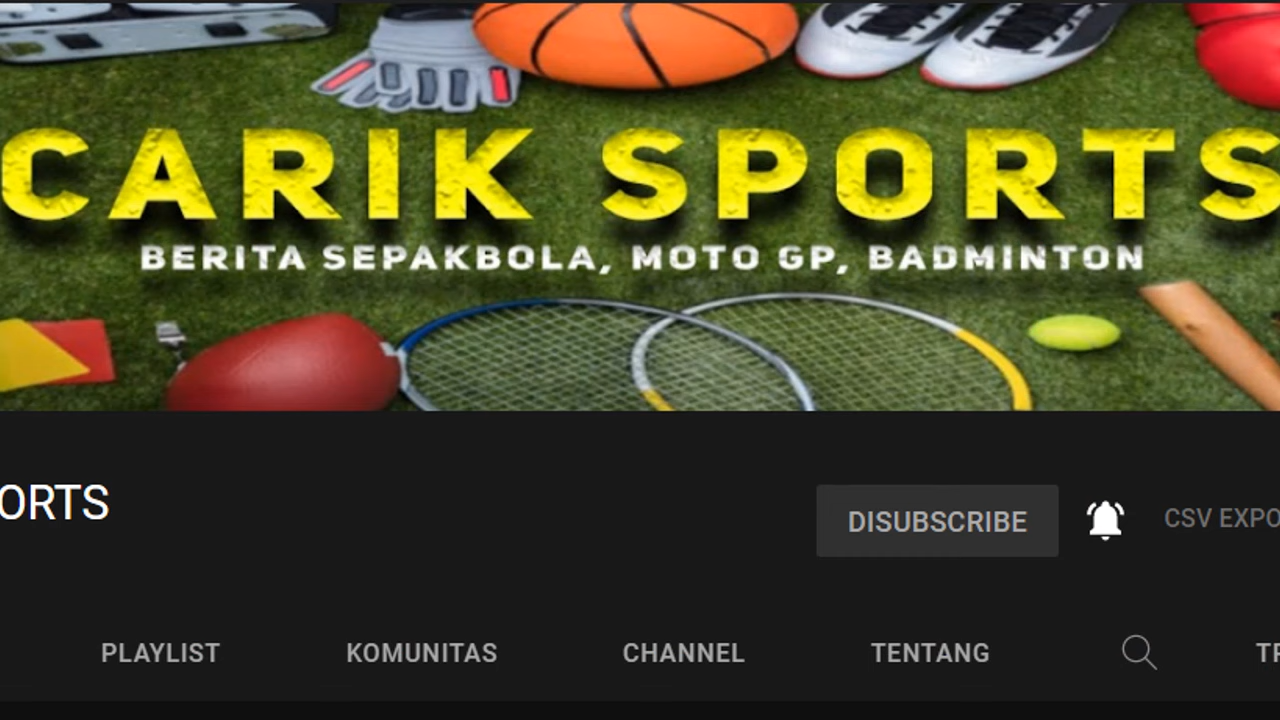 CARIK SPORTS
BERITA SEPAKBOLA, MOTO GP, BADMINTON
ORTS
DISUBSCRIBE
CSV EXPO
PLAYLIST KOMUNITAS CHANNEL TENTANG